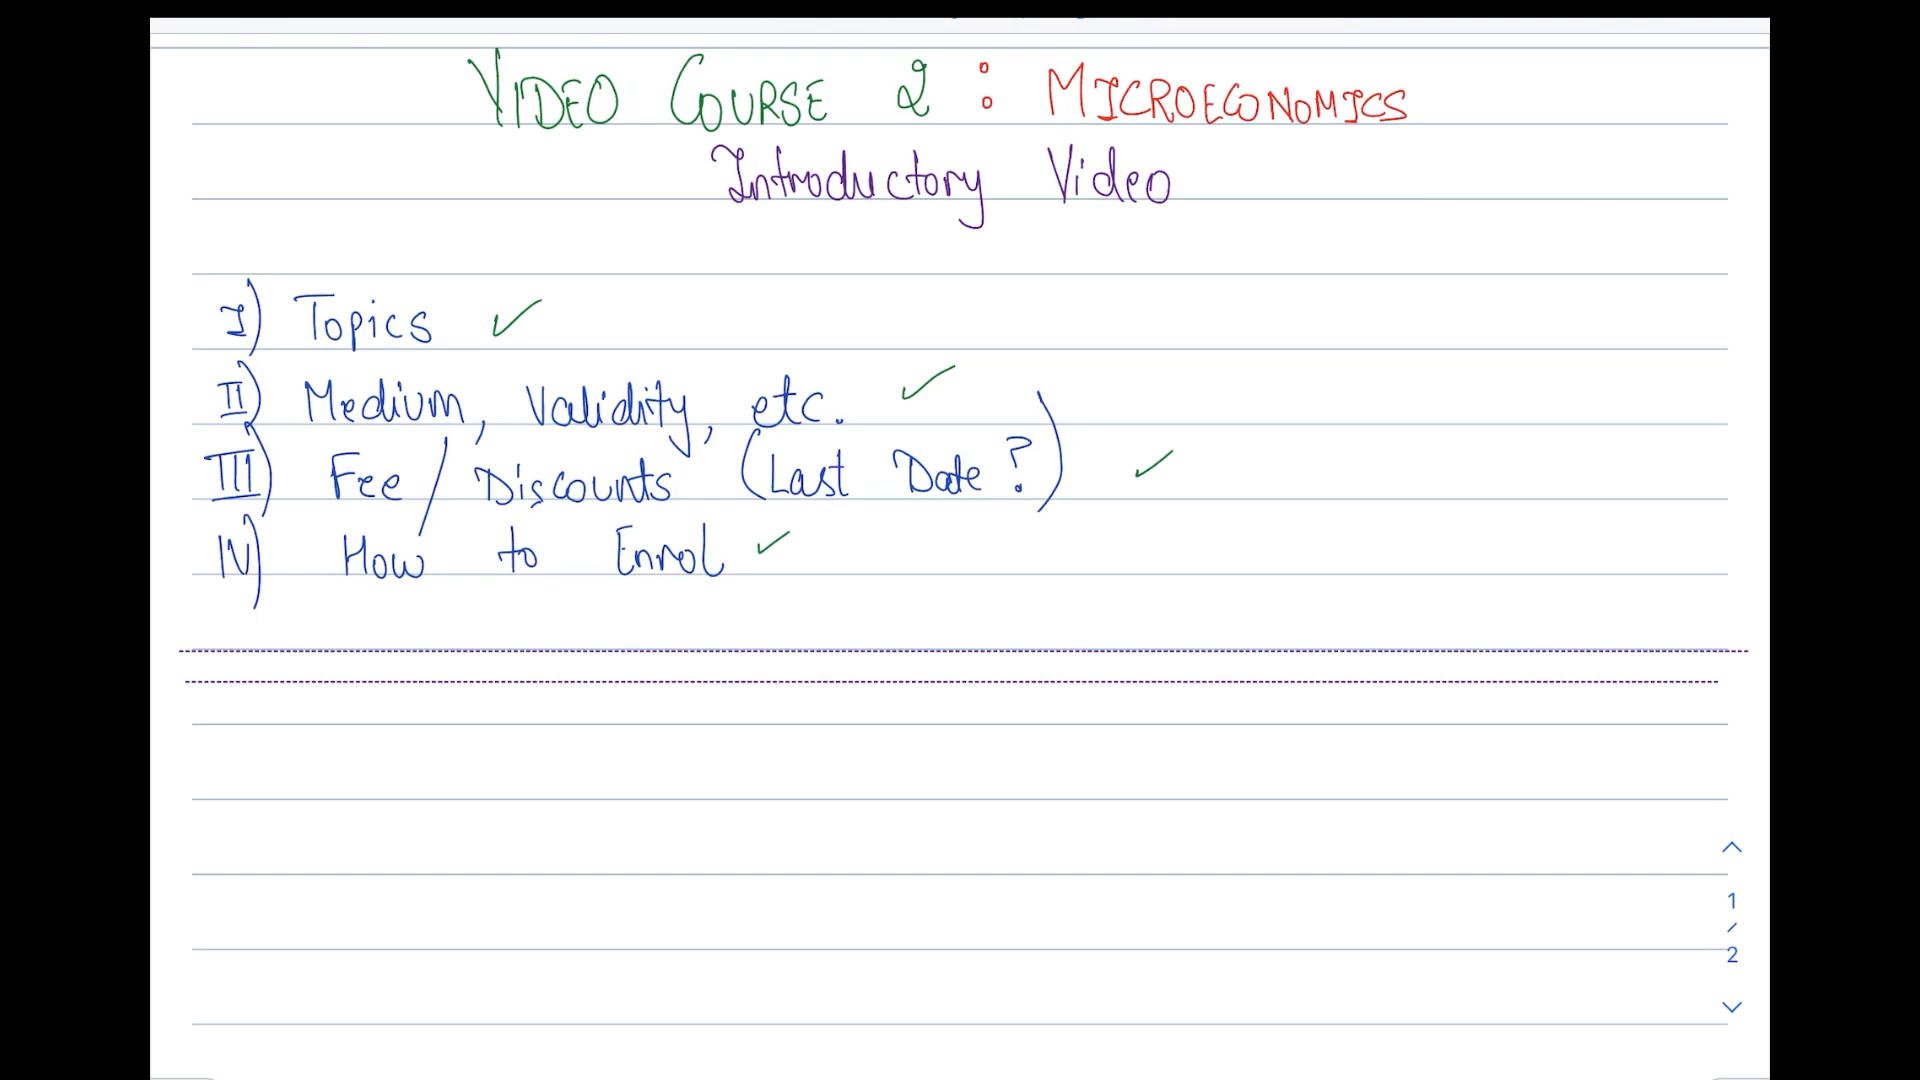 VIDEO COURSE 2 : MICROECONOMICS
Introductory Video
I) Topics ✓
II) Medium, Validity, etc. ✓
III) Fee / Discounts (Last Date?) ✓
IV) How to Enrol ✓
1
/
2